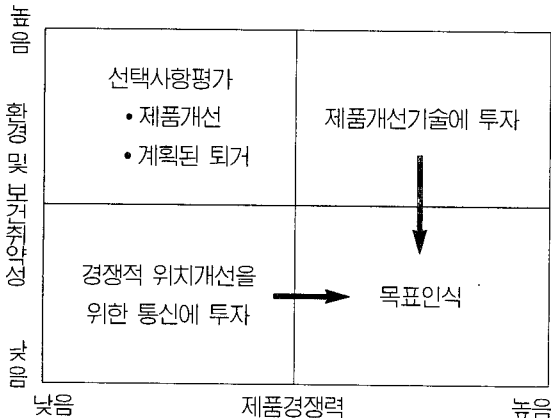 높음
환경 및 보건취약성
낮음
선택사항평가
• 제품개선
• 계획된 퇴거
제품개선기술에 투자
경쟁적 위치개선을
위한 통신에 투자
목표인식
낮음
제품경쟁력
높음